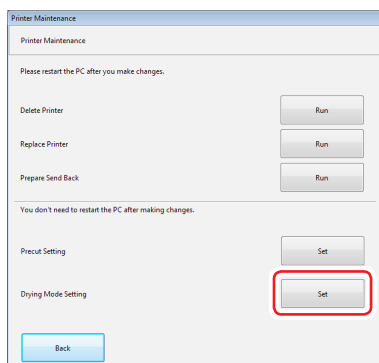 Printer Maintenance
Printer Maintenance
Please restart the PC after you make changes.
Delete Printer Run
Replace Printer Run
Prepare Send Back Run
You don't need to restart the PC after making changes.
Precut Setting Set
Drying Mode Setting Set
Back